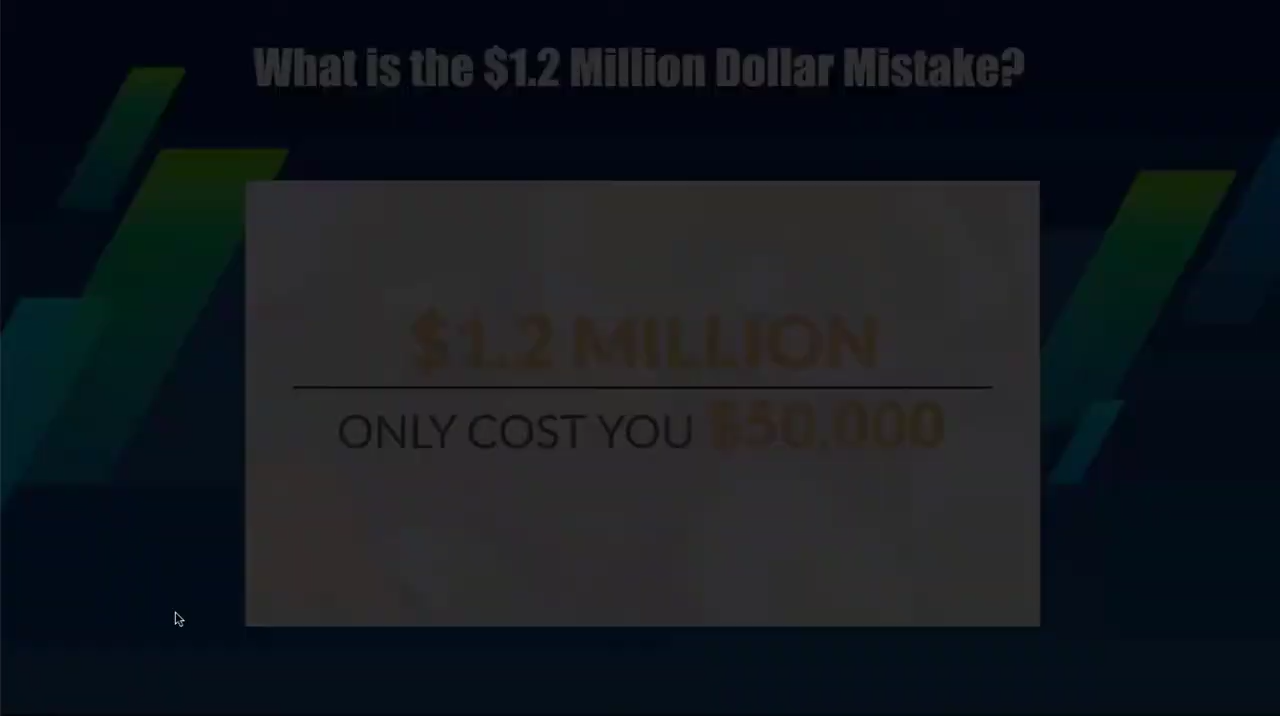 What is the $1.2 Million Dollar Mistake?
$1.2 MILLION
ONLY COST YOU $50,000